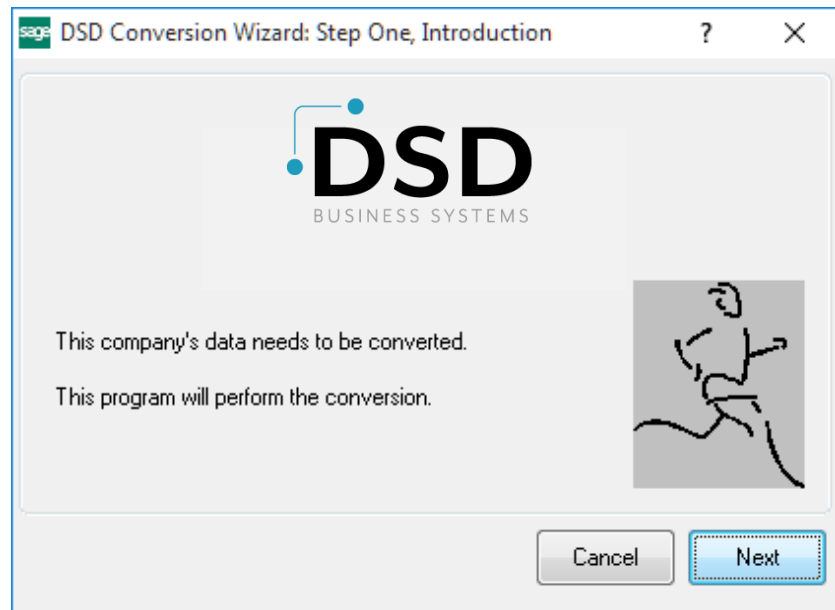 sage DSD Conversion Wizard: Step One, Introduction ?
DSD
BUSINESS SYSTEMS
This company's data needs to be converted.
This program will perform the conversion.
Cancel Next